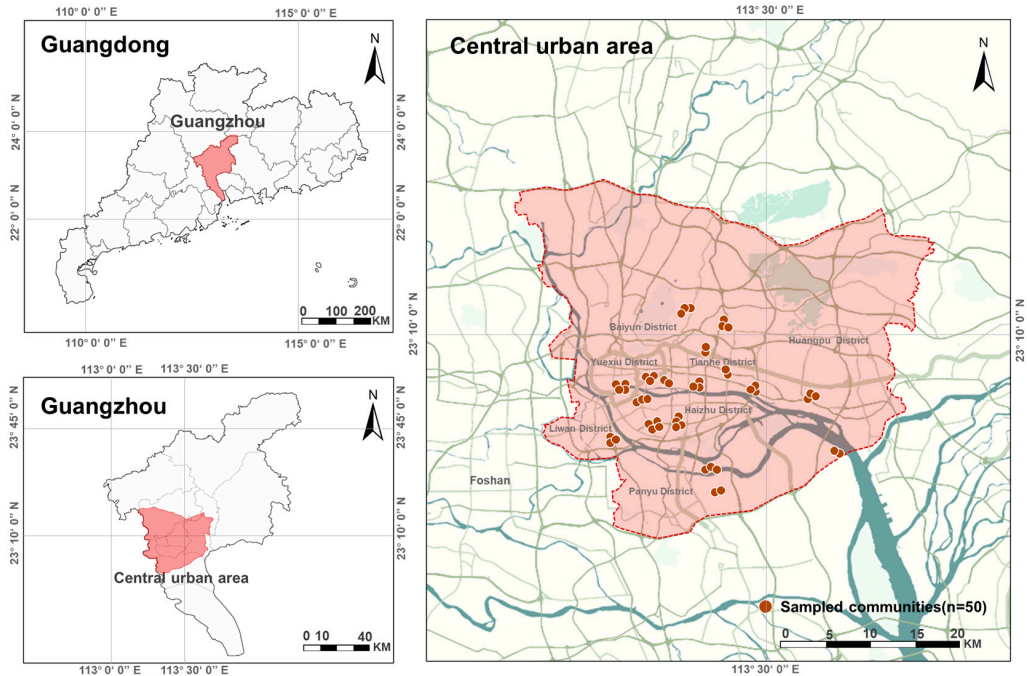 110° 0' 0'' E
115° 0' 0'' E
Guangdong
N
Guangzhou
24° 0' 0'' N
24° 0' 0'' N
22° 0' 0'' N
22° 0' 0'' N
0 100 200
KM
110° 0' 0'' E
115° 0' 0'' E
113° 0' 0'' E
113° 30' 0'' E
Guangzhou
N
23° 45' 0'' N
23° 45' 0'' N
23° 10' 0'' N
23° 10' 0'' N
Central urban area
0 10 40
KM
113° 0' 0'' E
113° 30' 0'' E
113° 30' 0'' E
Central urban area
N
23° 10' 0'' N
23° 10' 0'' N
Baiyun District
Huangpu District
Yuexiu District
Tianhe District
Haizhu District
Liwan District
Foshan
Panyu District
Sampled communities(n=50)
0 5 10 15 20
KM
113° 30' 0'' E